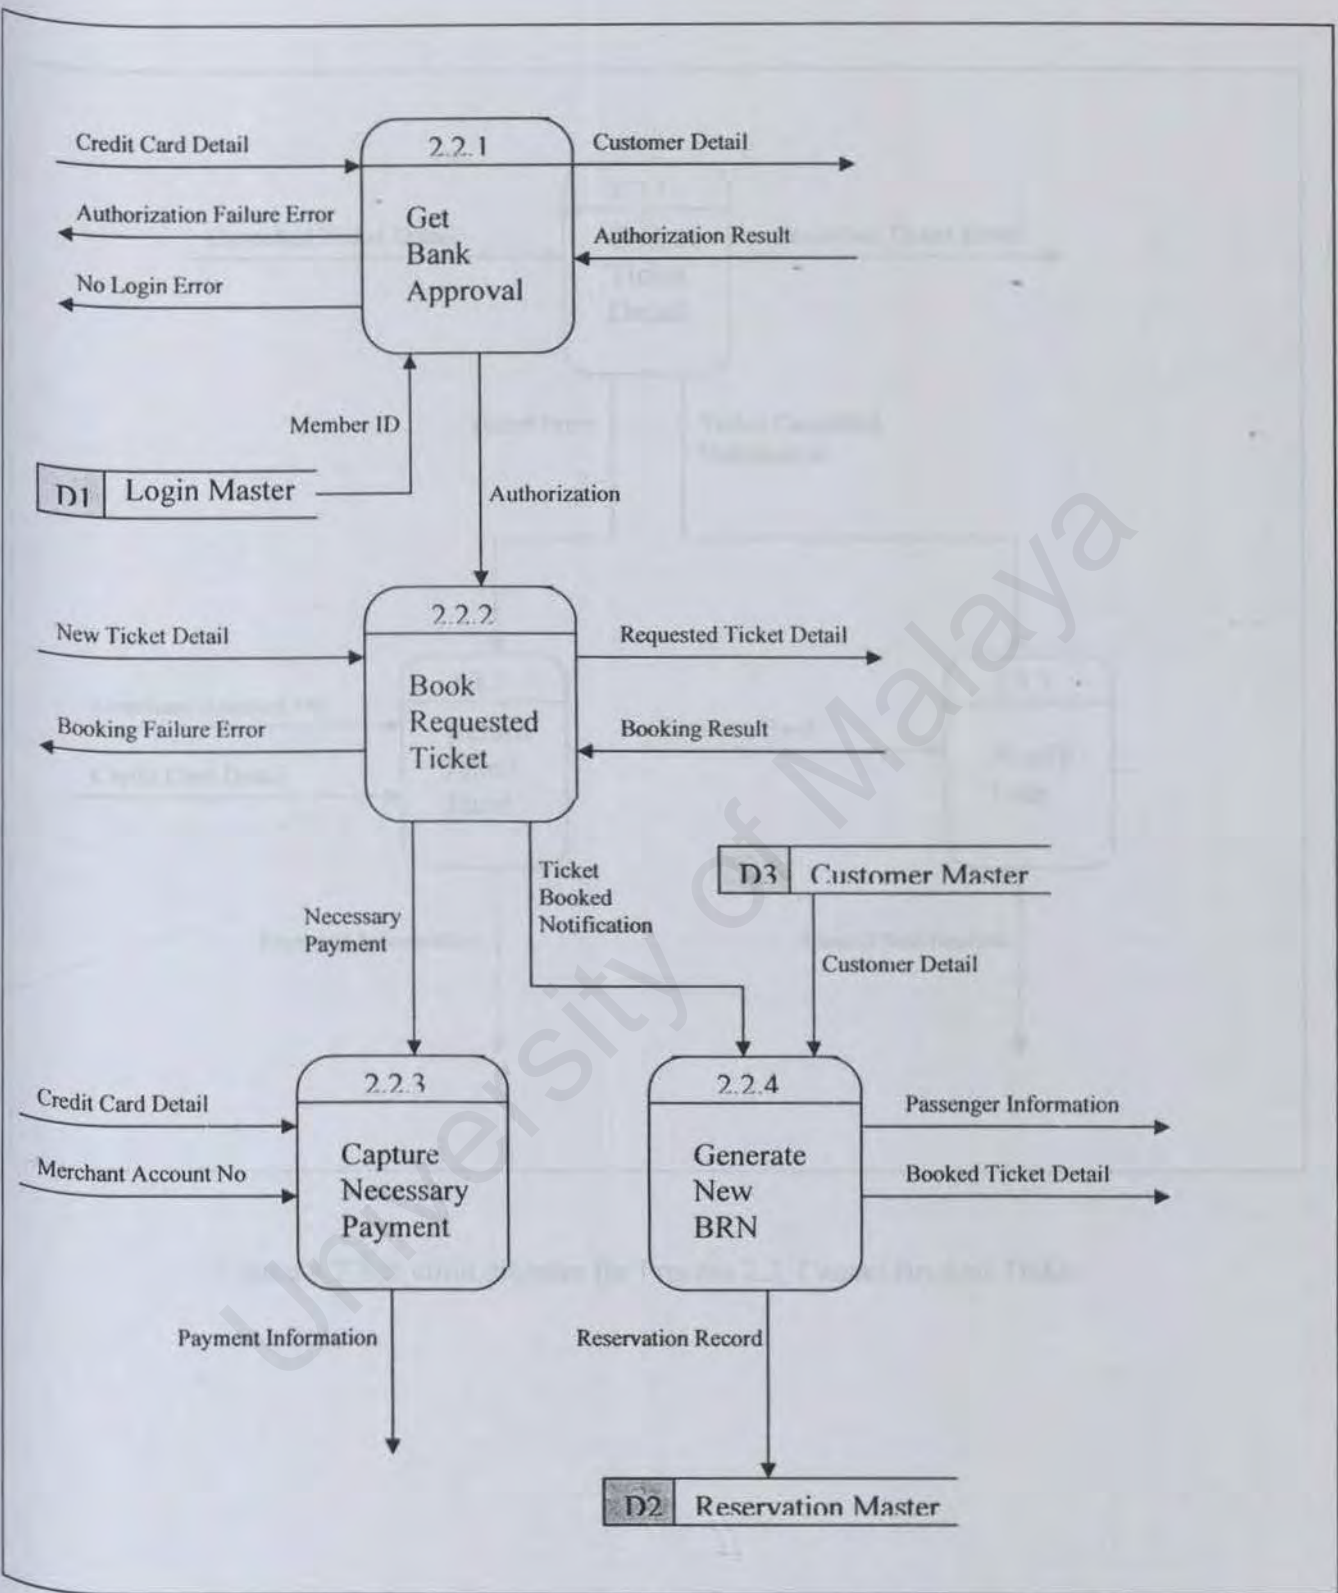 Credit Card Detail
2.2.1
Customer Detail
Authorization Failure Error
Get
Bank
Approval
Authorization Result
No Login Error
Member ID
D1 Login Master
Authorization
2.2.2
New Ticket Detail
Requested Ticket Detail
Book
Requested
Ticket
Booking Failure Error
Booking Result
Ticket
Booked
Notification
D3 Customer Master
Necessary
Payment
Customer Detail
2.2.3
2.2.4
Credit Card Detail
Passenger Information
Capture
Necessary
Payment
Generate
New
BRN
Merchant Account No
Booked Ticket Detail
Payment Information
Reservation Record
D2 Reservation Master
University of Malaya